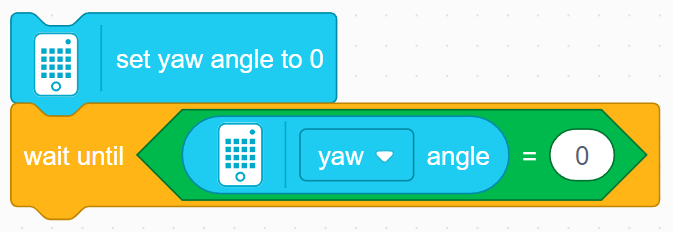 set yaw angle to 0
wait until yaw angle = 0